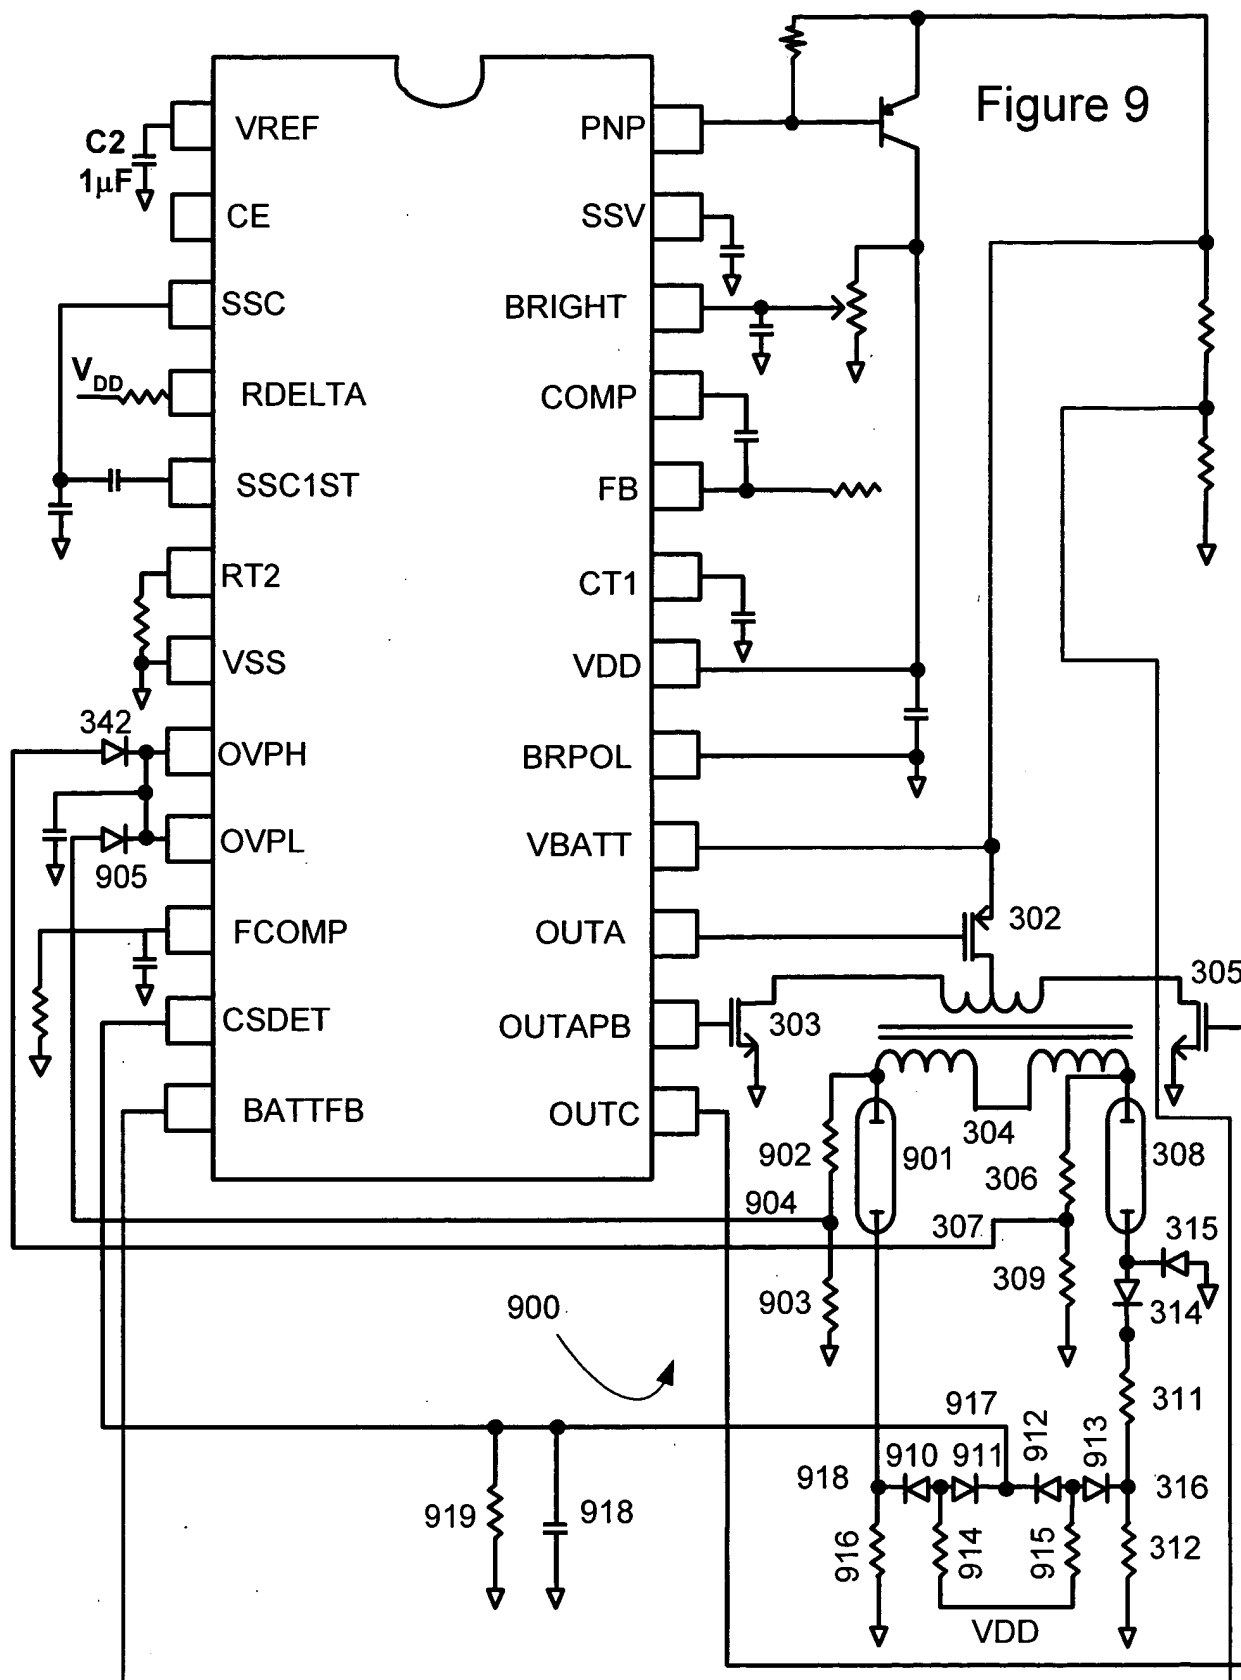 Figure 9
VREF
PNP
C2
1µF
CE
SSV
SSC
BRIGHT
VDD
RDELTA
COMP
SSC1ST
FB
RT2
CT1
VSS
VDD
342
OVPH
BRPOL
OVPL
VBATT
905
FCOMP
OUTA
302
305
CSDET
OUTAPB
303
BATTFB
OUTC
304
902
901
306
308
904
307
315
309
903
314
900
311
917
912
913
910
911
918
316
919
918
916
914
915
312
VDD